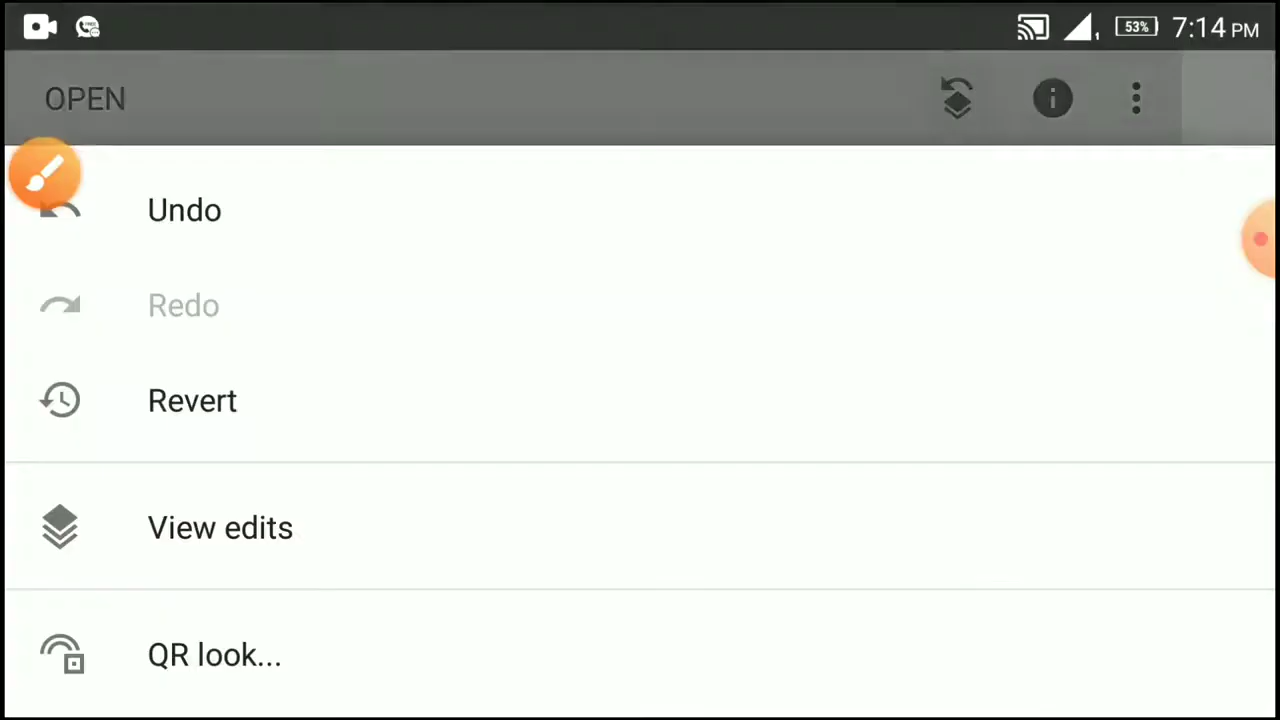 53% 7:14 PM
OPEN
Undo
Redo
Revert
View edits
QR look...